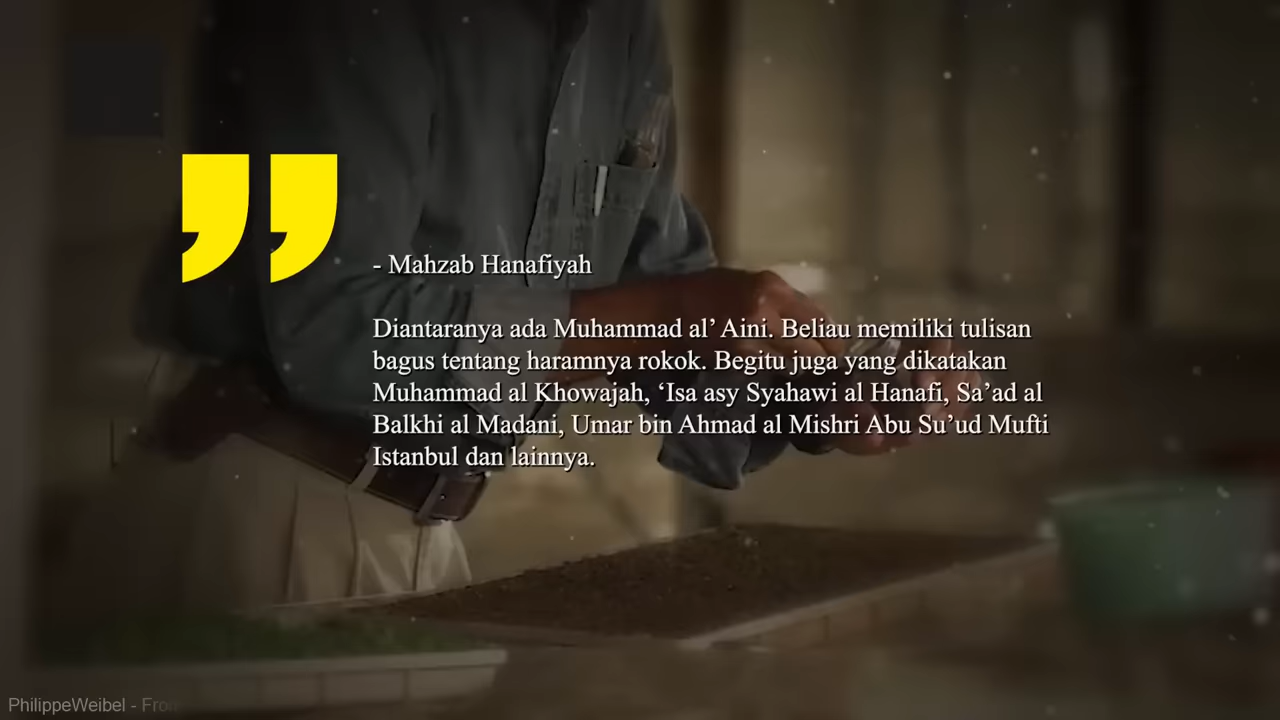 - Mahzab Hanafiyah
Diantaranya ada Muhammad al’ Aini. Beliau memiliki tulisan
bagus tentang haramnya rokok. Begitu juga yang dikatakan
Muhammad al Khowajah, ‘Isa asy Syahawi al Hanafi, Sa’ad al
Balkhi al Madani, Umar bin Ahmad al Mishri Abu Su’ud Mufti
Istanbul dan lainnya.
PhilippeWeibel - From